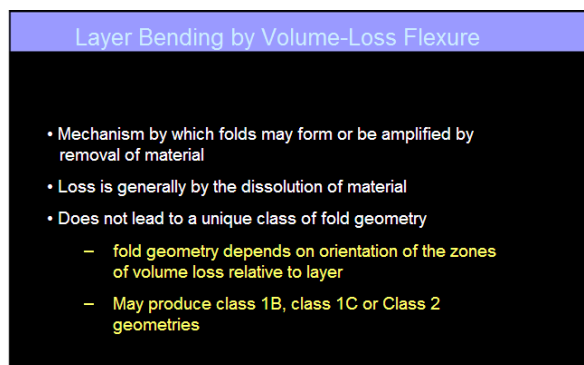 Layer Bending by Volume-Loss Flexure
• Mechanism by which folds may form or be amplified by
removal of material
• Loss is generally by the dissolution of material
• Does not lead to a unique class of fold geometry
– fold geometry depends on orientation of the zones
of volume loss relative to layer
– May produce class 1B, class 1C or Class 2
geometries